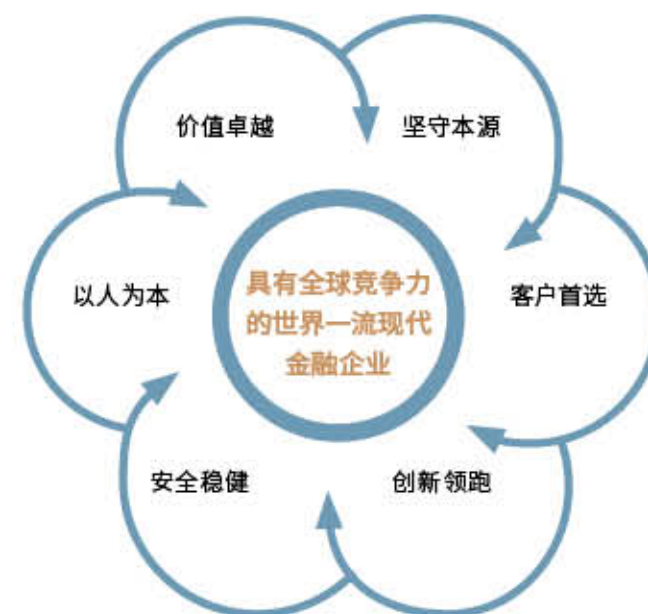 价值卓越
坚守本源
以人为本
具有全球竞争力
的世界一流现代
金融企业
客户首选
安全稳健
创新领跑